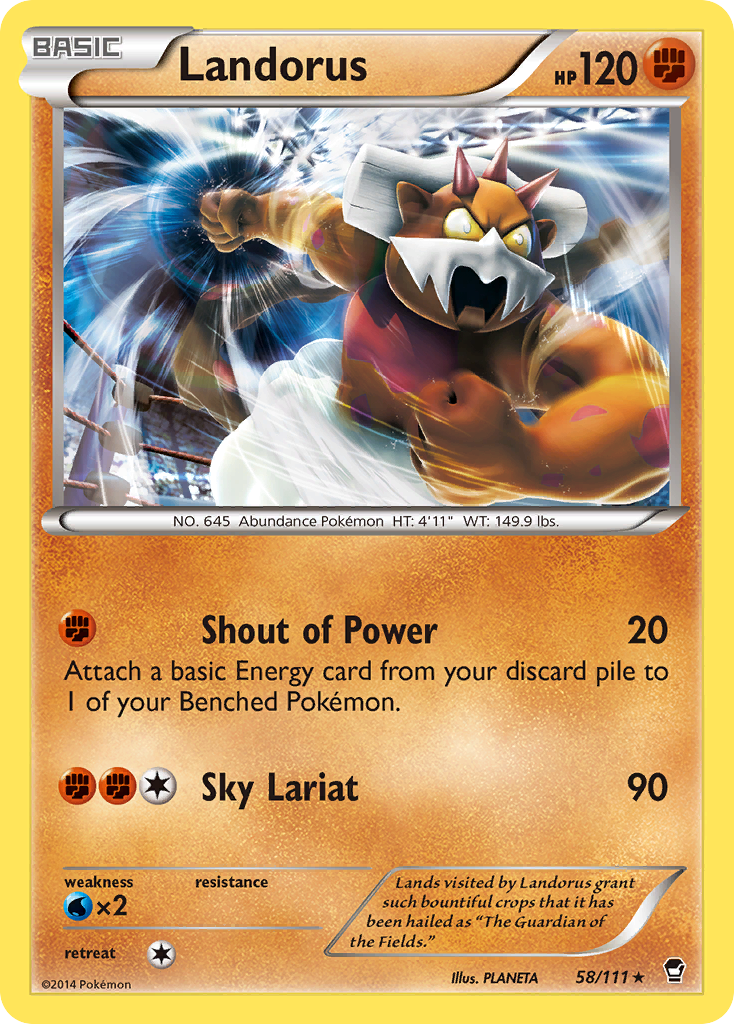 BASIC
Landorus
HP 120
NO. 645 Abundance Pokémon HT: 4'11" WT: 149.9 lbs.
Shout of Power 20
Attach a basic Energy card from your discard pile to
1 of your Benched Pokémon.
Sky Lariat 90
weakness resistance
×2
retreat
Lands visited by Landorus grant
such bountiful crops that it has
been hailed as “The Guardian of
the Fields.”
©2014 Pokémon
Illus. PLANETA
58/111 ★